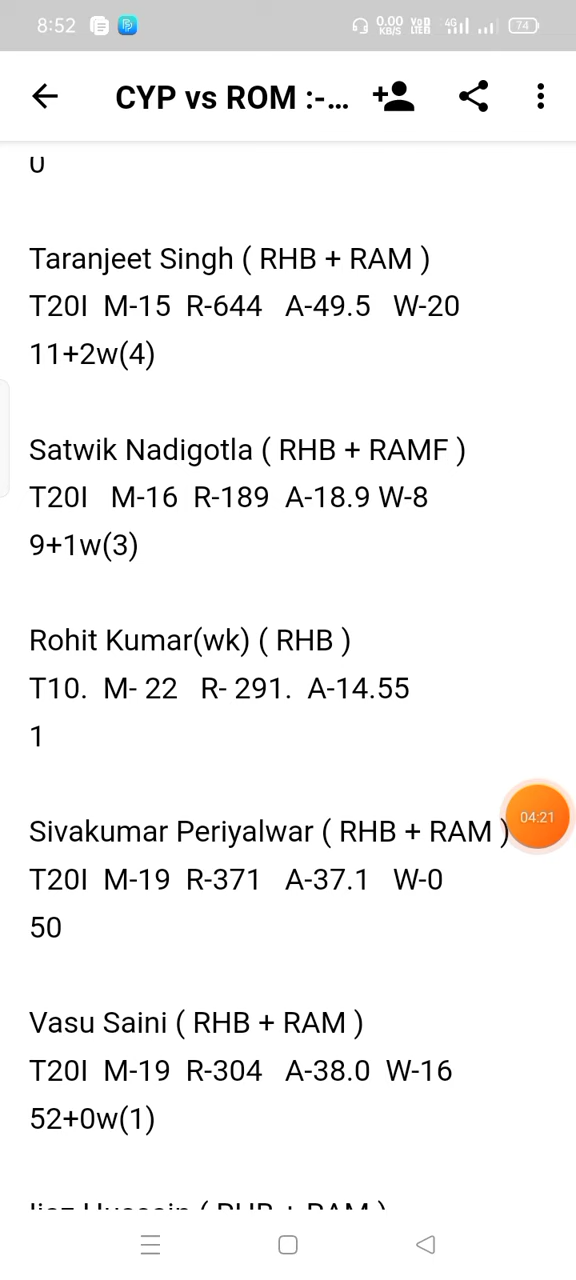 8:52
0.00
KB/S
4G
74
CYP vs ROM :-...
Taranjeet Singh ( RHB + RAM )
T20I M-15 R-644 A-49.5 W-20
11+2w(4)
Satwik Nadigotla ( RHB + RAMF )
T20I M-16 R-189 A-18.9 W-8
9+1w(3)
Rohit Kumar(wk) ( RHB )
T10. M- 22 R- 291. A-14.55
1
Sivakumar Periyalwar ( RHB + RAM )
04:21
T20I M-19 R-371 A-37.1 W-0
50
Vasu Saini ( RHB + RAM )
T20I M-19 R-304 A-38.0 W-16
52+0w(1)